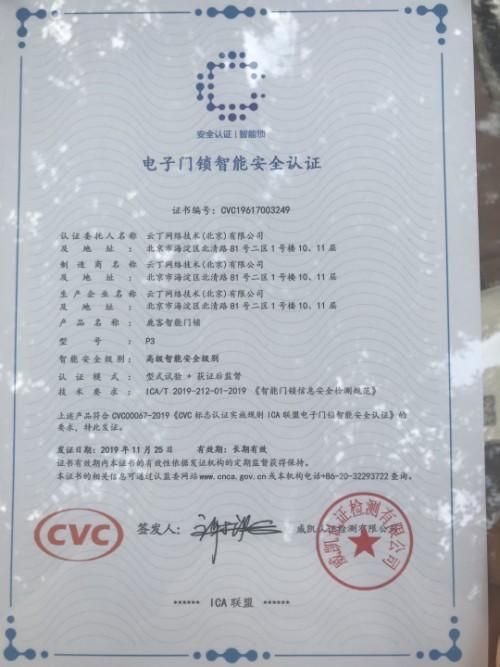 安全认证 | 智能锁
电子门锁智能安全认证
证书编号：CVC19617003249
认证委托人名称：云丁网络技术(北京)有限公司
及地址：北京市海淀区北清路81号二区1号楼10、11层
制造商名称：云丁网络技术(北京)有限公司
及地址：北京市海淀区北清路81号二区1号楼10、11层
生产企业名称：云丁网络技术(北京)有限公司
及地址：北京市海淀区北清路81号二区1号楼10、11层
产品名称：鹿客智能门锁
型号：P3
智能安全级别：高级智能安全级别
认证模式：型式试验 + 获证后监督
技术要求：ICA/T 2019-212-01-2019 《智能门锁信息安全检测规范》
上述产品符合CVC00067-2019《CVC 标志认证实施规则 ICA联盟电子门锁智能安全认证》的
要求，特此发证。
发证日期：2019年11月25日 有效期：长期有效
证书有效期内本证书的有效性依据发证机构的定期监督获得保持。
本证书的相关信息可通过认监委网站www.cnca.gov.cn或本机构电话+86-20-32293722查询。
CVC
签发人：
威凯认证检测有限公司
威凯认证检测有限公司
****** ICA 联盟 ******